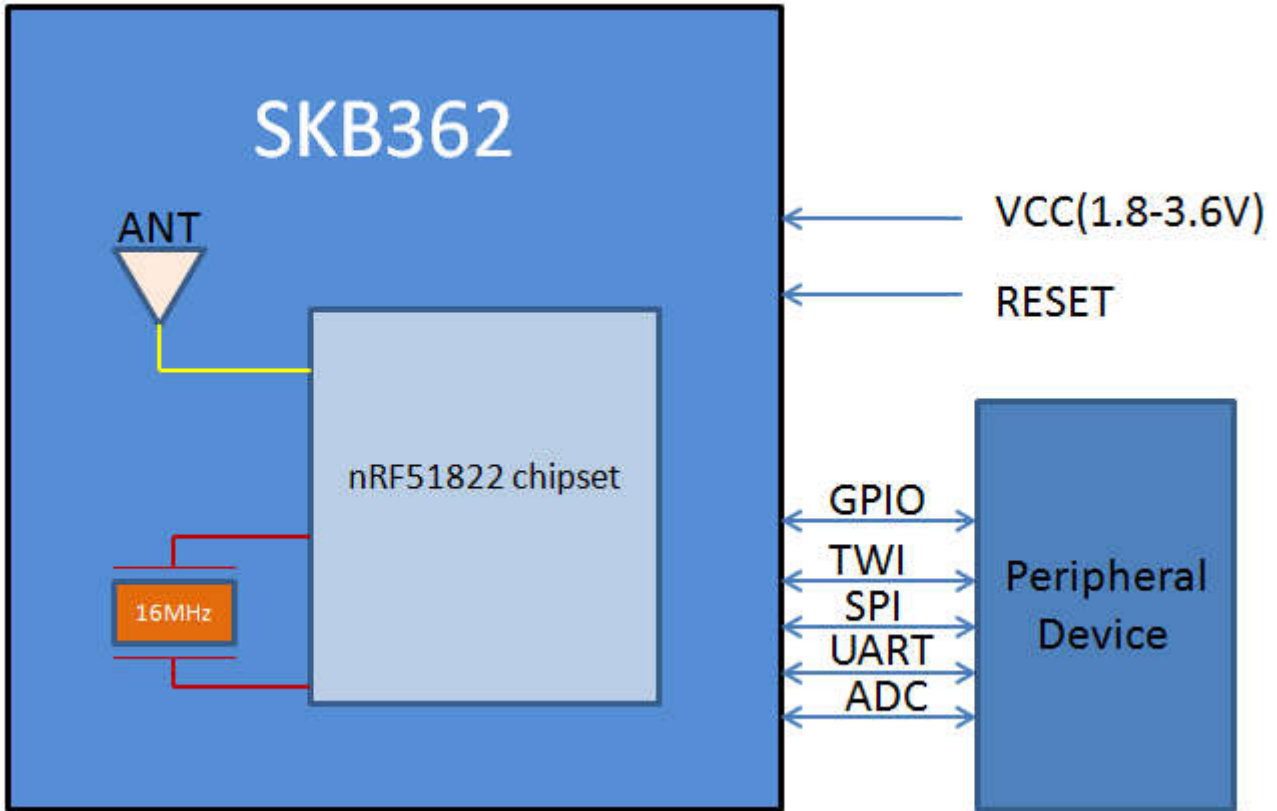 SKB362
ANT
VCC(1.8-3.6V)
RESET
nRF51822 chipset
16MHz
GPIO
TWI
SPI
UART
ADC
Peripheral
Device